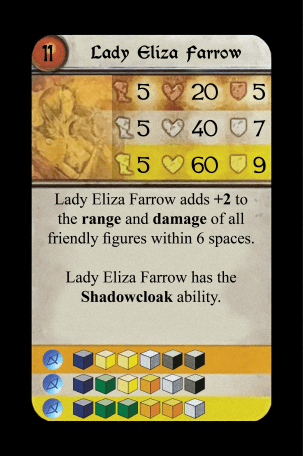 11 Lady Eliza Farrow
5 20 5
5 40 7
5 60 9
Lady Eliza Farrow adds +2 to
the range and damage of all
friendly figures within 6 spaces.
Lady Eliza Farrow has the
Shadowcloak ability.